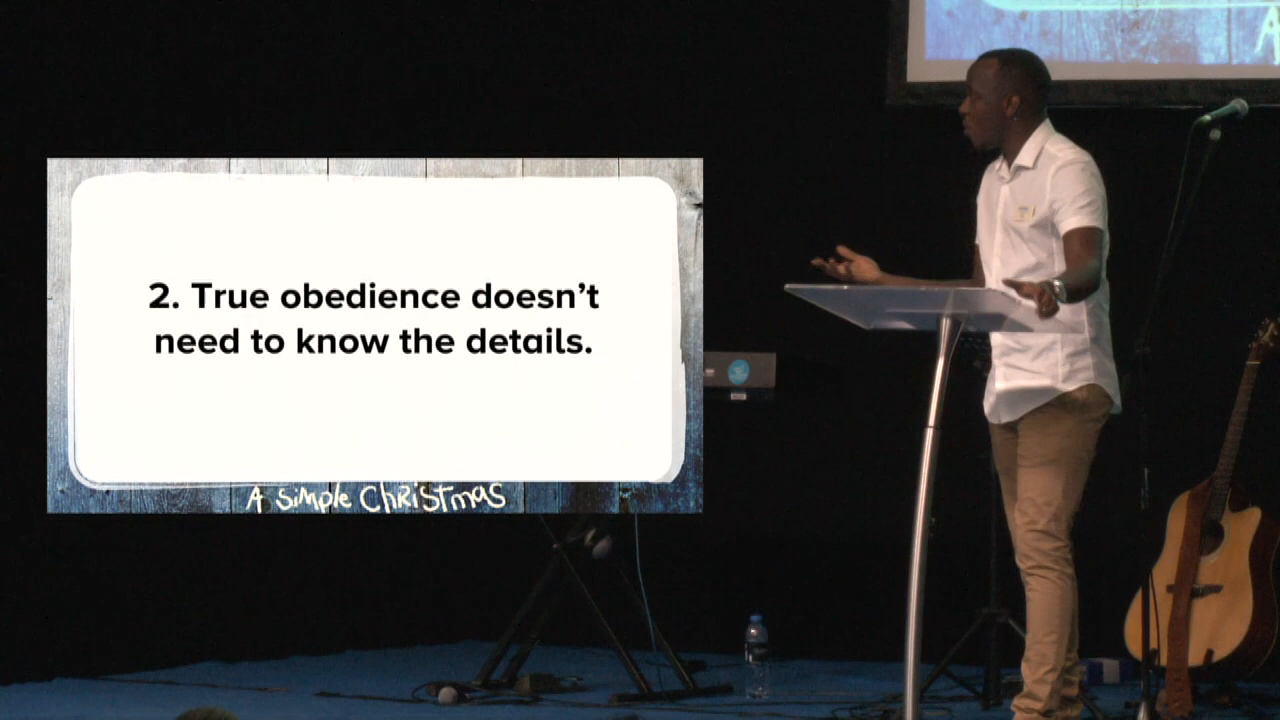 2. True obedience doesn't
need to know the details.
A Simple Christmas